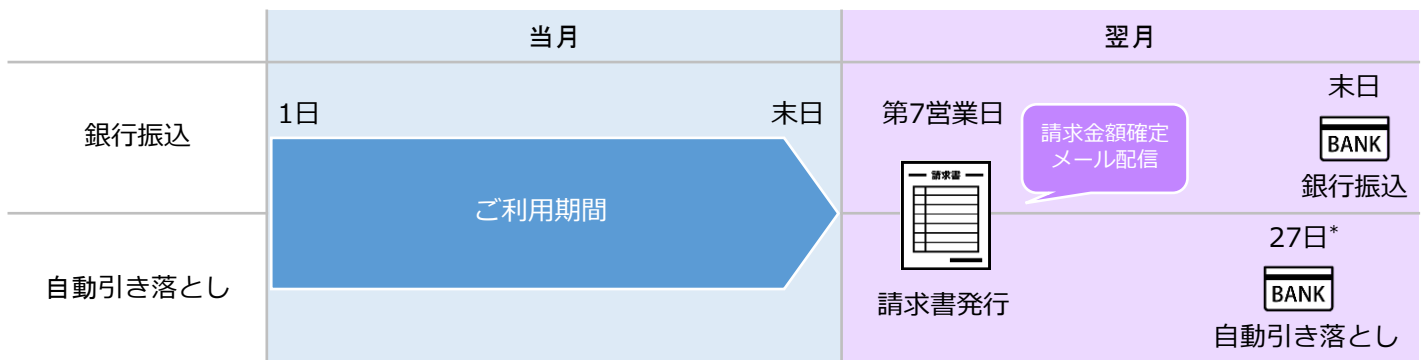 当月
翌月
銀行振込
1日
末日
ご利用期間
第7営業日
請求金額確定
メール配信
請求書
請求書発行
末日
BANK
銀行振込
自動引き落とし
27日*
BANK
自動引き落とし